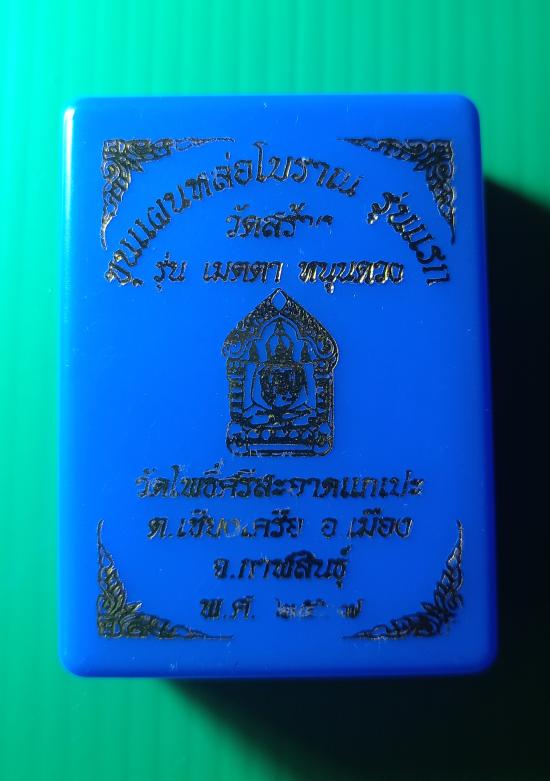 ขุนแผนหล่อโบราณ รุ่นแรก
วัดสร้าง
รุ่น เมตตา หนุนดวง
วัดโพธิ์ศรีสะอาดแกเปะ
ต.เชียงเครือ อ.เมือง
จ.กาฬสินธุ์
พ.ศ.